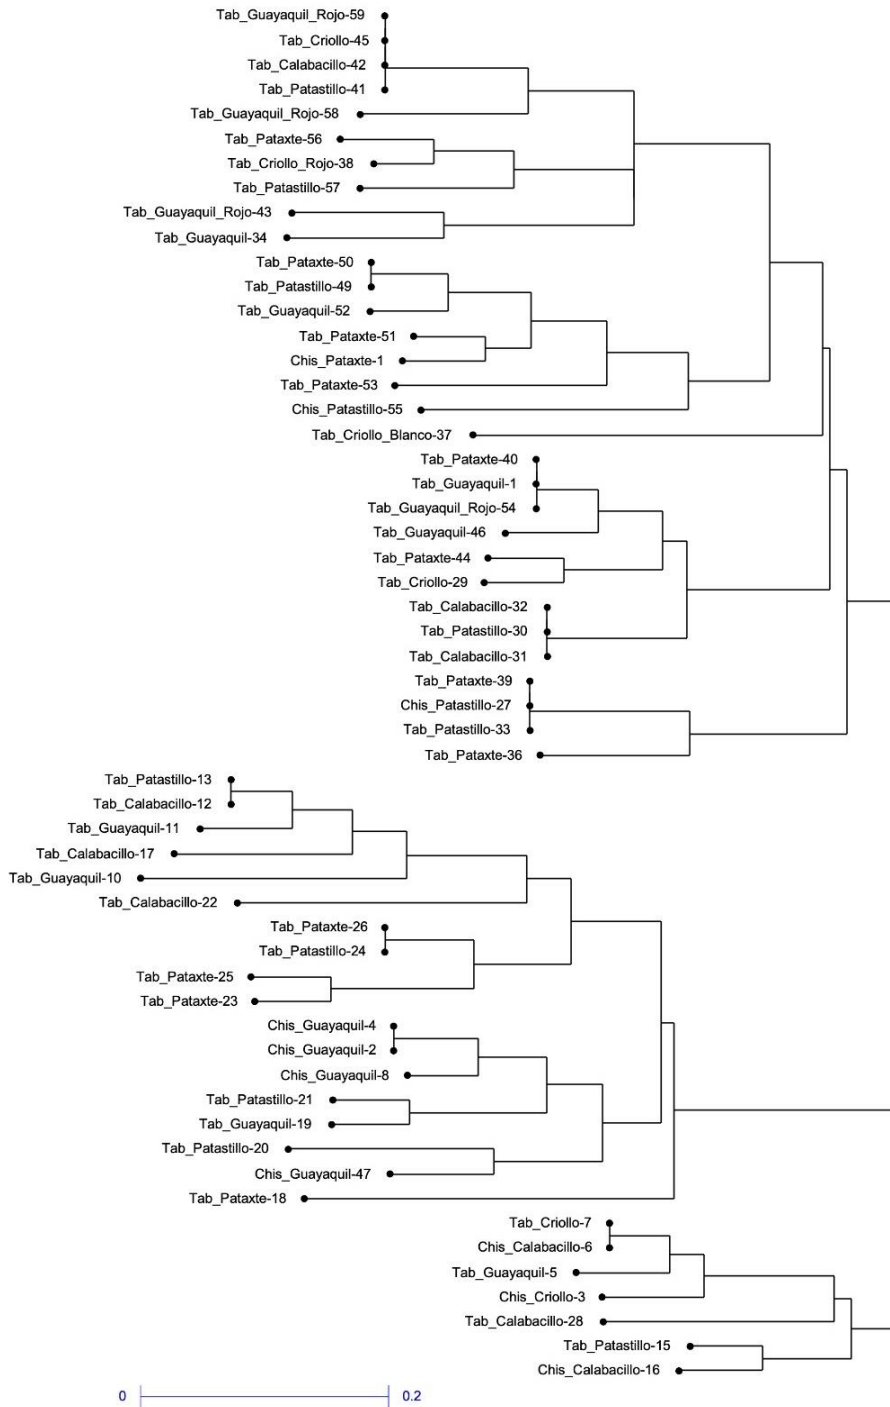 Tab_Guayaquil_Rojo-59
Tab_Criollo-45
Tab_Calabacillo-42
Tab_Patastillo-41
Tab_Guayaquil_Rojo-58
Tab_Pataxte-56
Tab_Criollo_Rojo-38
Tab_Patastillo-57
Tab_Guayaquil_Rojo-43
Tab_Guayaquil-34
Tab_Pataxte-50
Tab_Patastillo-49
Tab_Guayaquil-52
Tab_Pataxte-51
Chis_Pataxte-1
Tab_Pataxte-53
Chis_Patastillo-55
Tab_Criollo_Blanco-37
Tab_Pataxte-40
Tab_Guayaquil-1
Tab_Guayaquil_Rojo-54
Tab_Guayaquil-46
Tab_Pataxte-44
Tab_Criollo-29
Tab_Calabacillo-32
Tab_Patastillo-30
Tab_Calabacillo-31
Tab_Pataxte-39
Chis_Patastillo-27
Tab_Patastillo-33
Tab_Pataxte-36
Tab_Patastillo-13
Tab_Calabacillo-12
Tab_Guayaquil-11
Tab_Calabacillo-17
Tab_Guayaquil-10
Tab_Calabacillo-22
Tab_Pataxte-26
Tab_Patastillo-24
Tab_Pataxte-25
Tab_Pataxte-23
Chis_Guayaquil-4
Chis_Guayaquil-2
Chis_Guayaquil-8
Tab_Patastillo-21
Tab_Guayaquil-19
Tab_Patastillo-20
Chis_Guayaquil-47
Tab_Pataxte-18
Tab_Criollo-7
Chis_Calabacillo-6
Tab_Guayaquil-5
Chis_Criollo-3
Tab_Calabacillo-28
Tab_Patastillo-15
Chis_Calabacillo-16
0 0.2